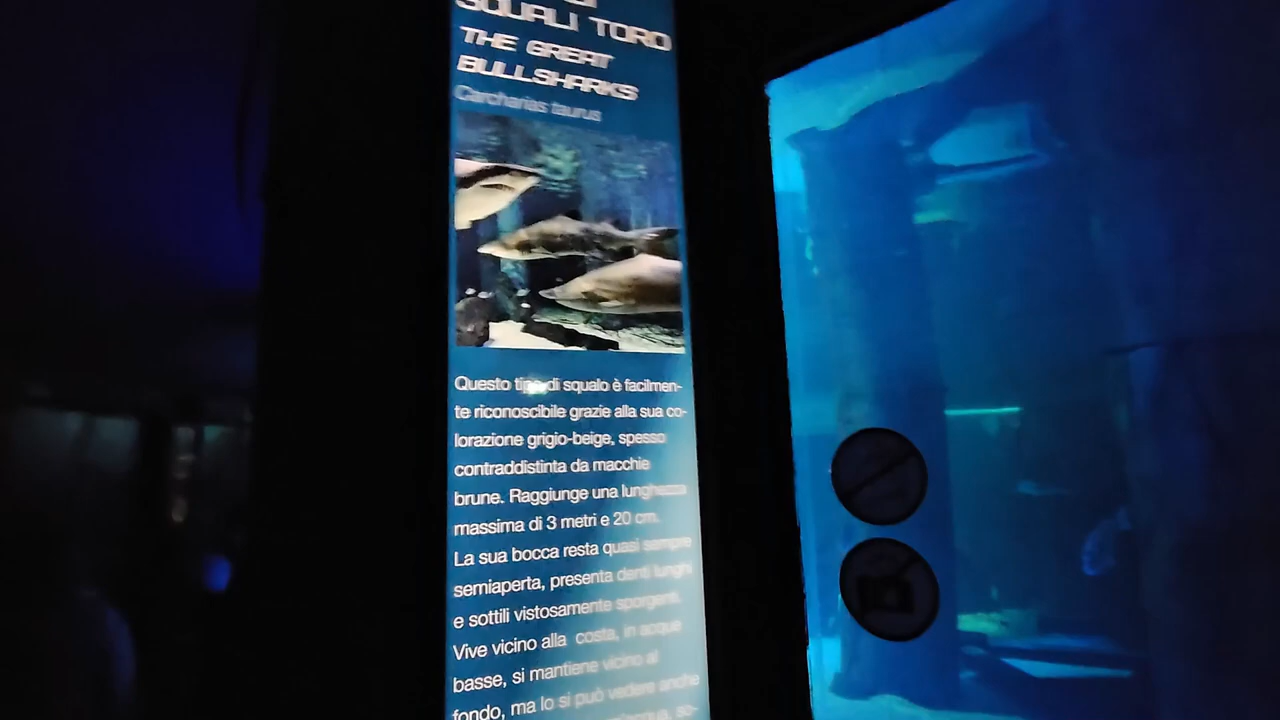 SQUALI TORO
THE GREAT
BULLSHARKS
Carcharias taurus
Questo tipo di squalo è facilmen-
te riconoscibile grazie alla sua co-
lorazione grigio-beige, spesso
contraddistinta da macchie
brune. Raggiunge una lunghezza
massima di 3 metri e 20 cm.
La sua bocca resta quasi sempre
semiaperta, presenta denti lunghi
e sottili vistosamente sporgenti.
Vive vicino alla costa, in acque
basse, si mantiene vicino al
fondo, ma lo si può vedere anche